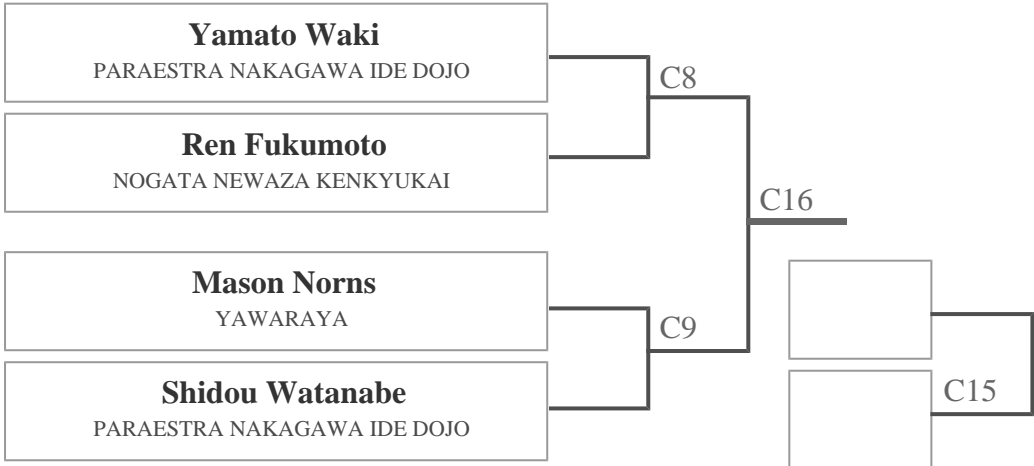 Yamato Waki
PARAESTRA NAKAGAWA IDE DOJO
C8
Ren Fukumoto
NOGATA NEWAZA KENKYUKAI
C16
Mason Norns
YAWARAYA
C9
Shidou Watanabe
PARAESTRA NAKAGAWA IDE DOJO
C15